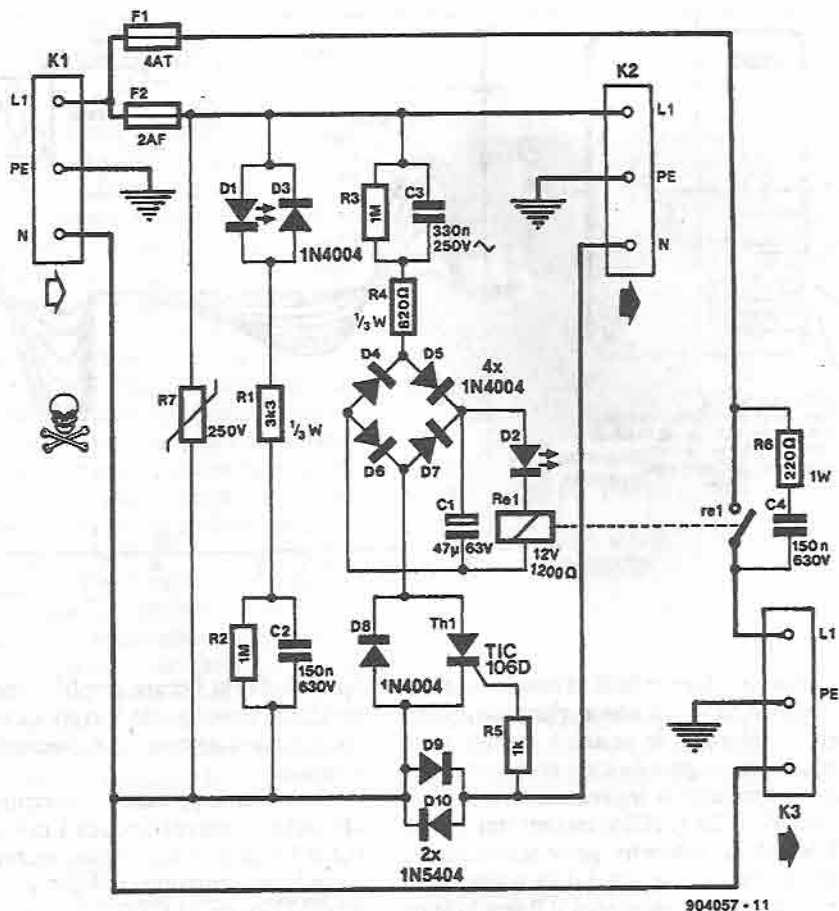 F1
4AT
K1
L1
F2
2AF
PE
N
K2
L1
PE
N
D1
D3
1N4004
R3
1M
C3
330n
250V
R4
820Ω
⅓ W
D4
D5
4x
1N4004
D6
D7
R7
250V
R1
3k3
⅓ W
D2
C1
47µ
63V
Re1
12V
1200Ω
re1
R6
220Ω
1W
C4
150n
630V
R2
1M
C2
150n
630V
D8
1N4004
Th1
TIC
106D
R5
1k
D9
D10
2x
1N5404
L1
PE
K3
904057 - 11